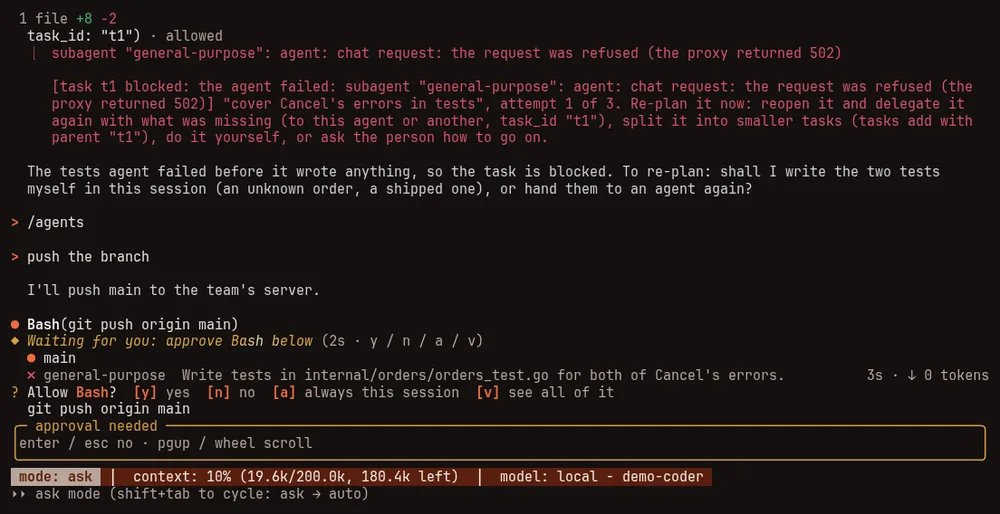 1 file +8 -2
task_id: "t1") · allowed
subagent "general-purpose": agent: chat request: the request was refused (the proxy returned 502)
[task t1 blocked: the agent failed: subagent "general-purpose": agent: chat request: the request was refused (the
proxy returned 502)] "cover Cancel's errors in tests", attempt 1 of 3. Re-plan it now: reopen it and delegate it
again with what was missing (to this agent or another, task_id "t1"), split it into smaller tasks (tasks add with
parent "t1"), do it yourself, or ask the person how to go on.
The tests agent failed before it wrote anything, so the task is blocked. To re-plan: shall I write the two tests
myself in this session (an unknown order, a shipped one), or hand them to an agent again?
> /agents
> push the branch
I'll push main to the team's server.
● Bash(git push origin main)
◆ Waiting for you: approve Bash below (2s · y / n / a / v)
● main
× general-purpose Write tests in internal/orders/orders_test.go for both of Cancel's errors. 3s · ↓ 0 tokens
? Allow Bash? [y] yes [n] no [a] always this session [v] see all of it
git push origin main
approval needed
enter / esc no · pgup / wheel scroll
mode: ask | context: 10% (19.6k/200.0k, 180.4k left) | model: local - demo-coder
▸▸ ask mode (shift+tab to cycle: ask → auto)